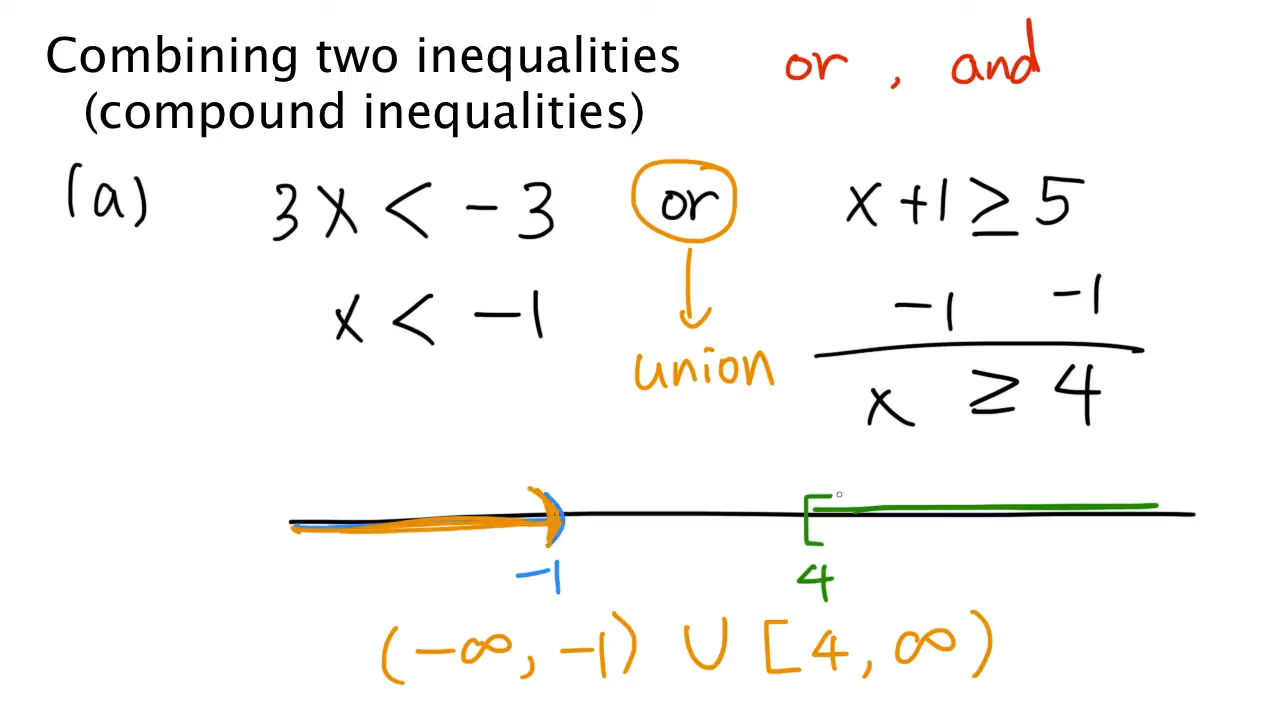 Combining two inequalities
(compound inequalities)
or , and
(a) 3x < -3 or x+1 ≥ 5
-1 -1
x < -1
union
x ≥ 4
-1
4
(-∞, -1) ∪ [4, ∞)